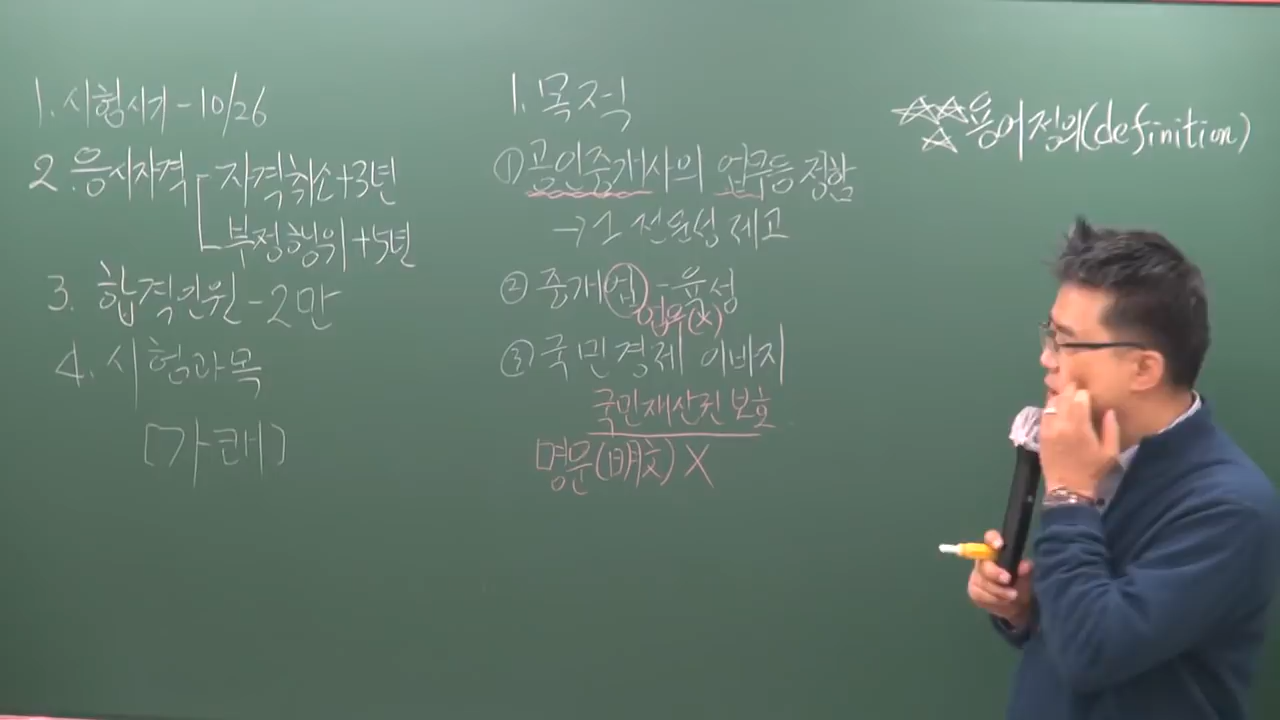 1. 시험시기 - 10/26
2. 응시자격 - 자격취소+3년
부정행위+5년
3. 합격인원 - 2만
4. 시험과목
[가로]
1. 목적
① 공인중개사의 업무등 정함
→ 그 전문성 제고
② 중개업 - 육성
업무(X)
③ 국민경제 이바지
국민재산권 보호
명문(明文) X
☆☆☆ 용어정의(definition)